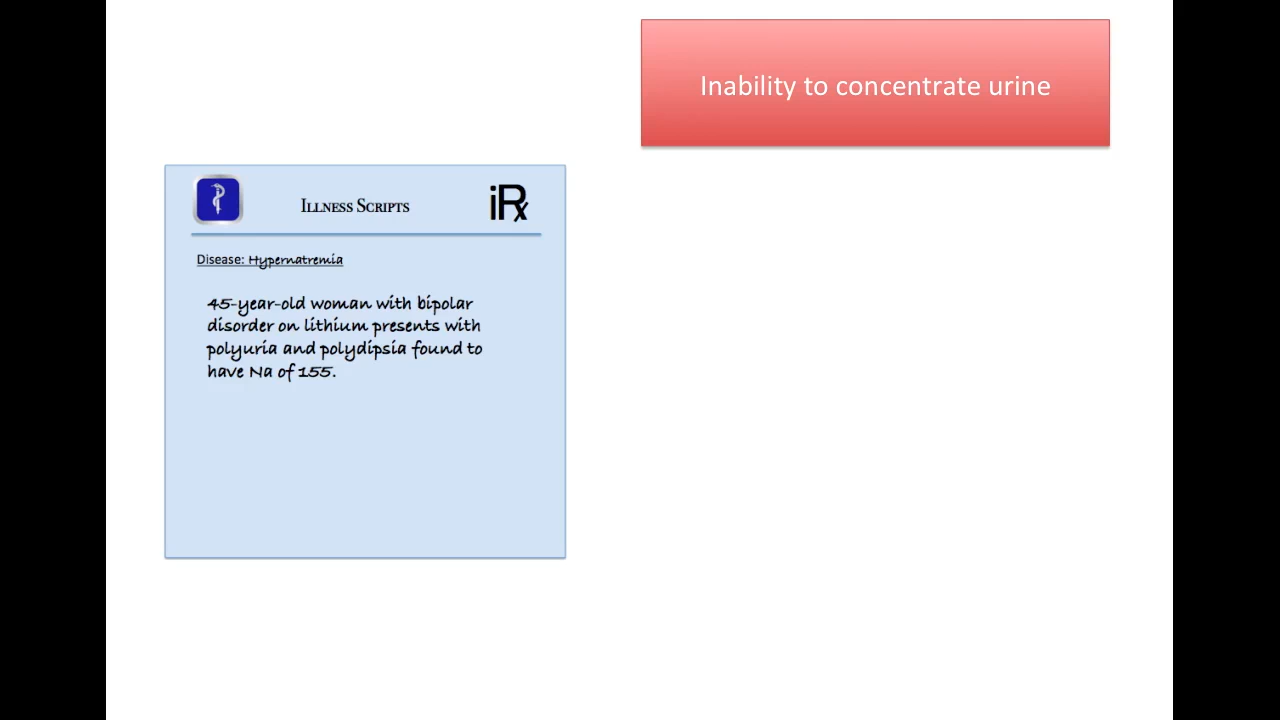 Inability to concentrate urine
Illness Scripts
iRx
Disease: Hypernatremia
45-year-old woman with bipolar
disorder on lithium presents with
polyuria and polydipsia found to
have Na of 155.